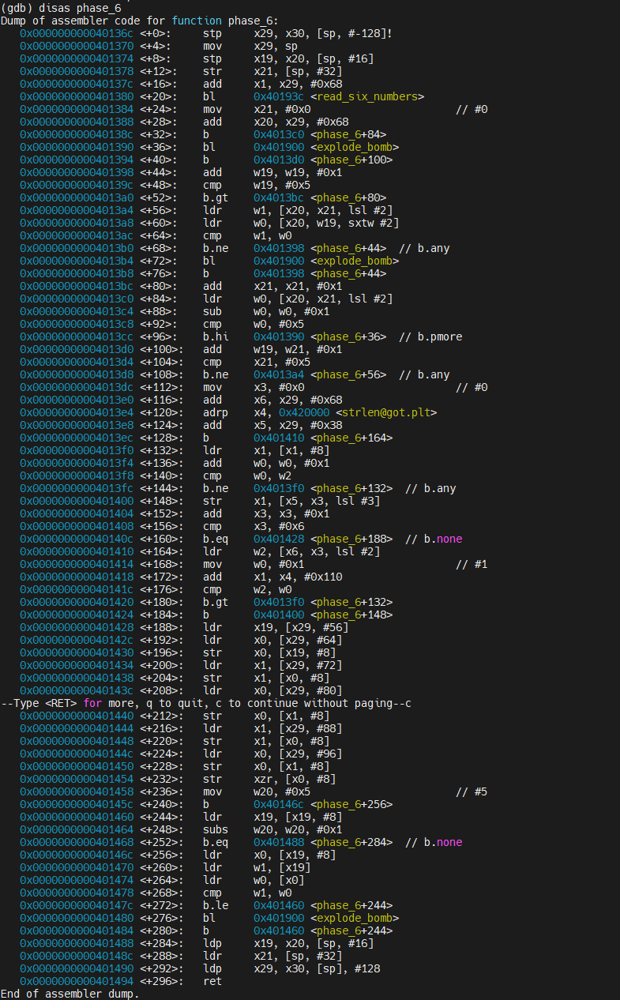 (gdb) disas phase_6
Dump of assembler code for function phase_6:
   0x000000000040136c <+0>:     stp     x29, x30, [sp, #-128]!
   0x0000000000401370 <+4>:     mov     x29, sp
   0x0000000000401374 <+8>:     stp     x19, x20, [sp, #16]
   0x0000000000401378 <+12>:    str     x21, [sp, #32]
   0x000000000040137c <+16>:    add     x1, x29, #0x68
   0x0000000000401380 <+20>:    bl      0x40193c <read_six_numbers>
   0x0000000000401384 <+24>:    mov     x21, #0x0                       // #0
   0x0000000000401388 <+28>:    add     x20, x29, #0x68
   0x000000000040138c <+32>:    b       0x4013c0 <phase_6+84>
   0x0000000000401390 <+36>:    bl      0x401900 <explode_bomb>
   0x0000000000401394 <+40>:    b       0x4013d0 <phase_6+100>
   0x0000000000401398 <+44>:    add     w19, w19, #0x1
   0x000000000040139c <+48>:    cmp     w19, #0x5
   0x00000000004013a0 <+52>:    b.gt    0x4013bc <phase_6+80>
   0x00000000004013a4 <+56>:    ldr     w1, [x20, x21, lsl #2]
   0x00000000004013a8 <+60>:    ldr     w0, [x20, w19, sxtw #2]
   0x00000000004013ac <+64>:    cmp     w1, w0
   0x00000000004013b0 <+68>:    b.ne    0x401398 <phase_6+44>  // b.any
   0x00000000004013b4 <+72>:    bl      0x401900 <explode_bomb>
   0x00000000004013b8 <+76>:    b       0x401398 <phase_6+44>
   0x00000000004013bc <+80>:    add     x21, x21, #0x1
   0x00000000004013c0 <+84>:    ldr     w0, [x20, x21, lsl #2]
   0x00000000004013c4 <+88>:    sub     w0, w0, #0x1
   0x00000000004013c8 <+92>:    cmp     w0, #0x5
   0x00000000004013cc <+96>:    b.hi    0x401390 <phase_6+36>  // b.pmore
   0x00000000004013d0 <+100>:   add     w19, w21, #0x1
   0x00000000004013d4 <+104>:   cmp     x21, #0x5
   0x00000000004013d8 <+108>:   b.ne    0x4013a4 <phase_6+56>  // b.any
   0x00000000004013dc <+112>:   mov     x3, #0x0                        // #0
   0x00000000004013e0 <+116>:   add     x6, x29, #0x68
   0x00000000004013e4 <+120>:   adrp    x4, 0x420000 <strlen@got.plt>
   0x00000000004013e8 <+124>:   add     x5, x29, #0x38
   0x00000000004013ec <+128>:   b       0x401410 <phase_6+164>
   0x00000000004013f0 <+132>:   ldr     x1, [x1, #8]
   0x00000000004013f4 <+136>:   add     w0, w0, #0x1
   0x00000000004013f8 <+140>:   cmp     w0, w2
   0x00000000004013fc <+144>:   b.ne    0x4013f0 <phase_6+132>  // b.any
   0x0000000000401400 <+148>:   str     x1, [x5, x3, lsl #3]
   0x0000000000401404 <+152>:   add     x3, x3, #0x1
   0x0000000000401408 <+156>:   cmp     x3, #0x6
   0x000000000040140c <+160>:   b.eq    0x401428 <phase_6+188>  // b.none
   0x0000000000401410 <+164>:   ldr     w2, [x6, x3, lsl #2]
   0x0000000000401414 <+168>:   mov     w0, #0x1                        // #1
   0x0000000000401418 <+172>:   add     x1, x4, #0x110
   0x000000000040141c <+176>:   cmp     w2, w0
   0x0000000000401420 <+180>:   b.gt    0x4013f0 <phase_6+132>
   0x0000000000401424 <+184>:   b       0x401400 <phase_6+148>
   0x0000000000401428 <+188>:   ldr     x19, [x29, #56]
   0x000000000040142c <+192>:   ldr     x0, [x29, #64]
   0x0000000000401430 <+196>:   str     x0, [x19, #8]
   0x0000000000401434 <+200>:   ldr     x1, [x29, #72]
   0x0000000000401438 <+204>:   str     x1, [x0, #8]
   0x000000000040143c <+208>:   ldr     x0, [x29, #80]
--Type <RET> for more, q to quit, c to continue without paging--c
   0x0000000000401440 <+212>:   str     x0, [x1, #8]
   0x0000000000401444 <+216>:   ldr     x1, [x29, #88]
   0x0000000000401448 <+220>:   str     x1, [x0, #8]
   0x000000000040144c <+224>:   ldr     x0, [x29, #96]
   0x0000000000401450 <+228>:   str     x0, [x1, #8]
   0x0000000000401454 <+232>:   str     xzr, [x0, #8]
   0x0000000000401458 <+236>:   mov     w20, #0x5                       // #5
   0x000000000040145c <+240>:   b       0x40146c <phase_6+256>
   0x0000000000401460 <+244>:   ldr     x19, [x19, #8]
   0x0000000000401464 <+248>:   subs    w20, w20, #0x1
   0x0000000000401468 <+252>:   b.eq    0x401488 <phase_6+284>  // b.none
   0x000000000040146c <+256>:   ldr     x0, [x19, #8]
   0x0000000000401470 <+260>:   ldr     w1, [x19]
   0x0000000000401474 <+264>:   ldr     w0, [x0]
   0x0000000000401478 <+268>:   cmp     w1, w0
   0x000000000040147c <+272>:   b.le    0x401460 <phase_6+244>
   0x0000000000401480 <+276>:   bl      0x401900 <explode_bomb>
   0x0000000000401484 <+280>:   b       0x401460 <phase_6+244>
   0x0000000000401488 <+284>:   ldp     x19, x20, [sp, #16]
   0x000000000040148c <+288>:   ldr     x21, [sp, #32]
   0x0000000000401490 <+292>:   ldp     x29, x30, [sp], #128
   0x0000000000401494 <+296>:   ret
End of assembler dump.